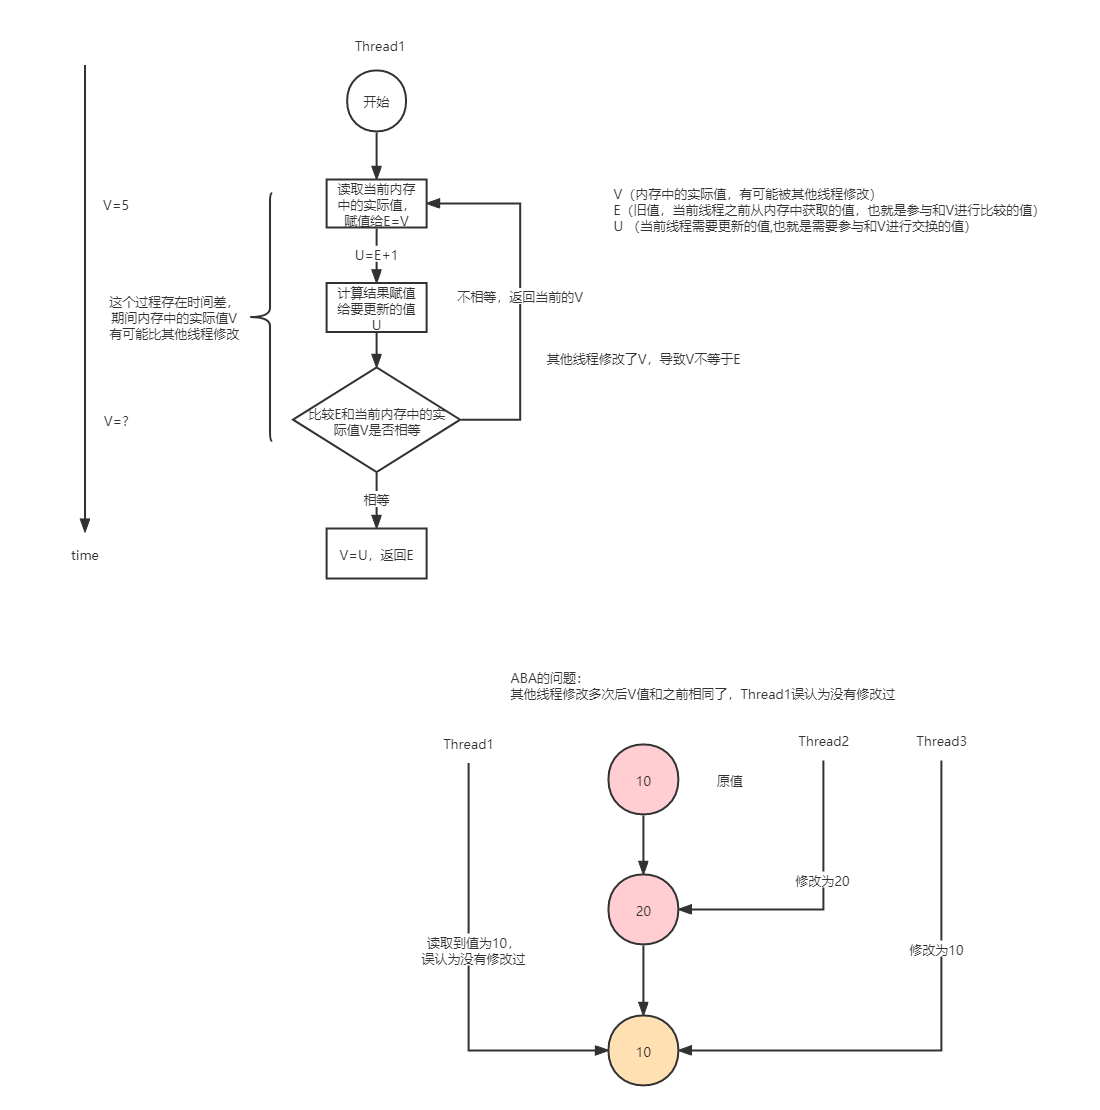 Thread1
开始
读取当前内存
中的实际值，
赋值给E=V
V=5
V（内存中的实际值，有可能被其他线程修改）
E（旧值，当前线程之前从内存中获取的值，也就是参与和V进行比较的值）
U （当前线程需要更新的值,也就是需要参与和V进行交换的值）
U=E+1
计算结果赋值
给要更新的值
U
不相等，返回当前的V
这个过程存在时间差，
期间内存中的实际值V
有可能比其他线程修改
其他线程修改了V，导致V不等于E
V=？
比较E和当前内存中的实
际值V是否相等
相等
V=U，返回E
time
ABA的问题：
其他线程修改多次后V值和之前相同了，Thread1误认为没有修改过
Thread1
Thread2
Thread3
10
原值
修改为20
20
读取到值为10，
误认为没有修改过
修改为10
10